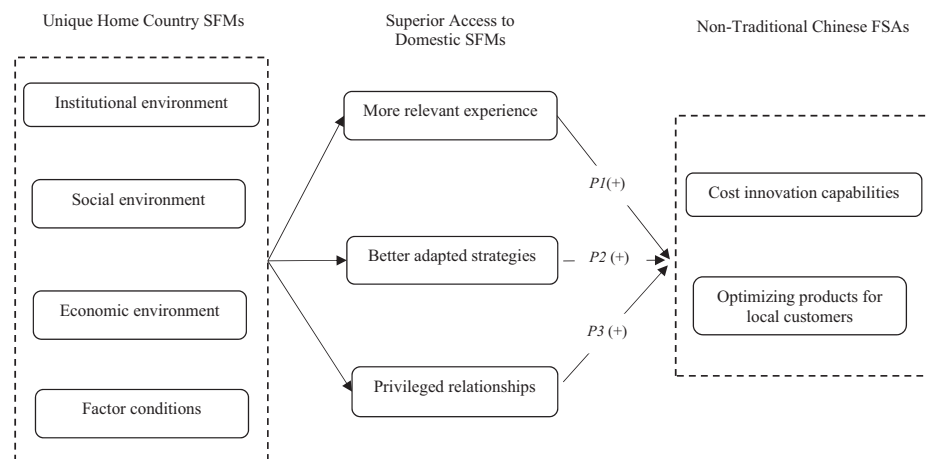 Unique Home Country SFMs
Superior Access to
Domestic SFMs
Non-Traditional Chinese FSAs
Institutional environment
Social environment
Economic environment
Factor conditions
More relevant experience
Better adapted strategies
Privileged relationships
P1(+)
P2 (+)
P3 (+)
Cost innovation capabilities
Optimizing products for
local customers